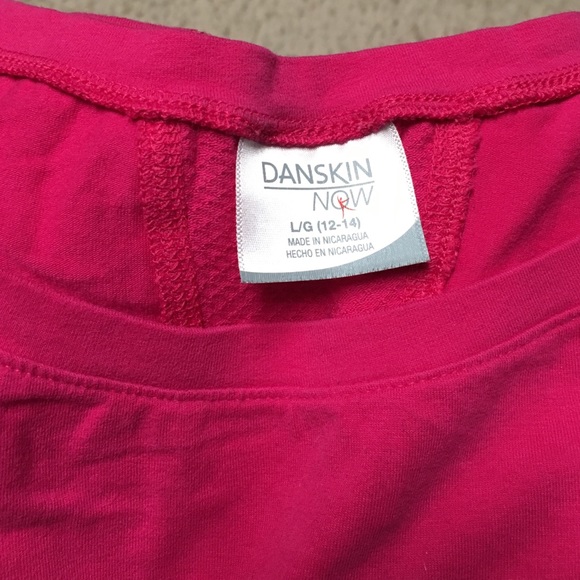 DANSKIN
NOW
L/G (12-14)
MADE IN NICARAGUA
HECHO EN NICARAGUA